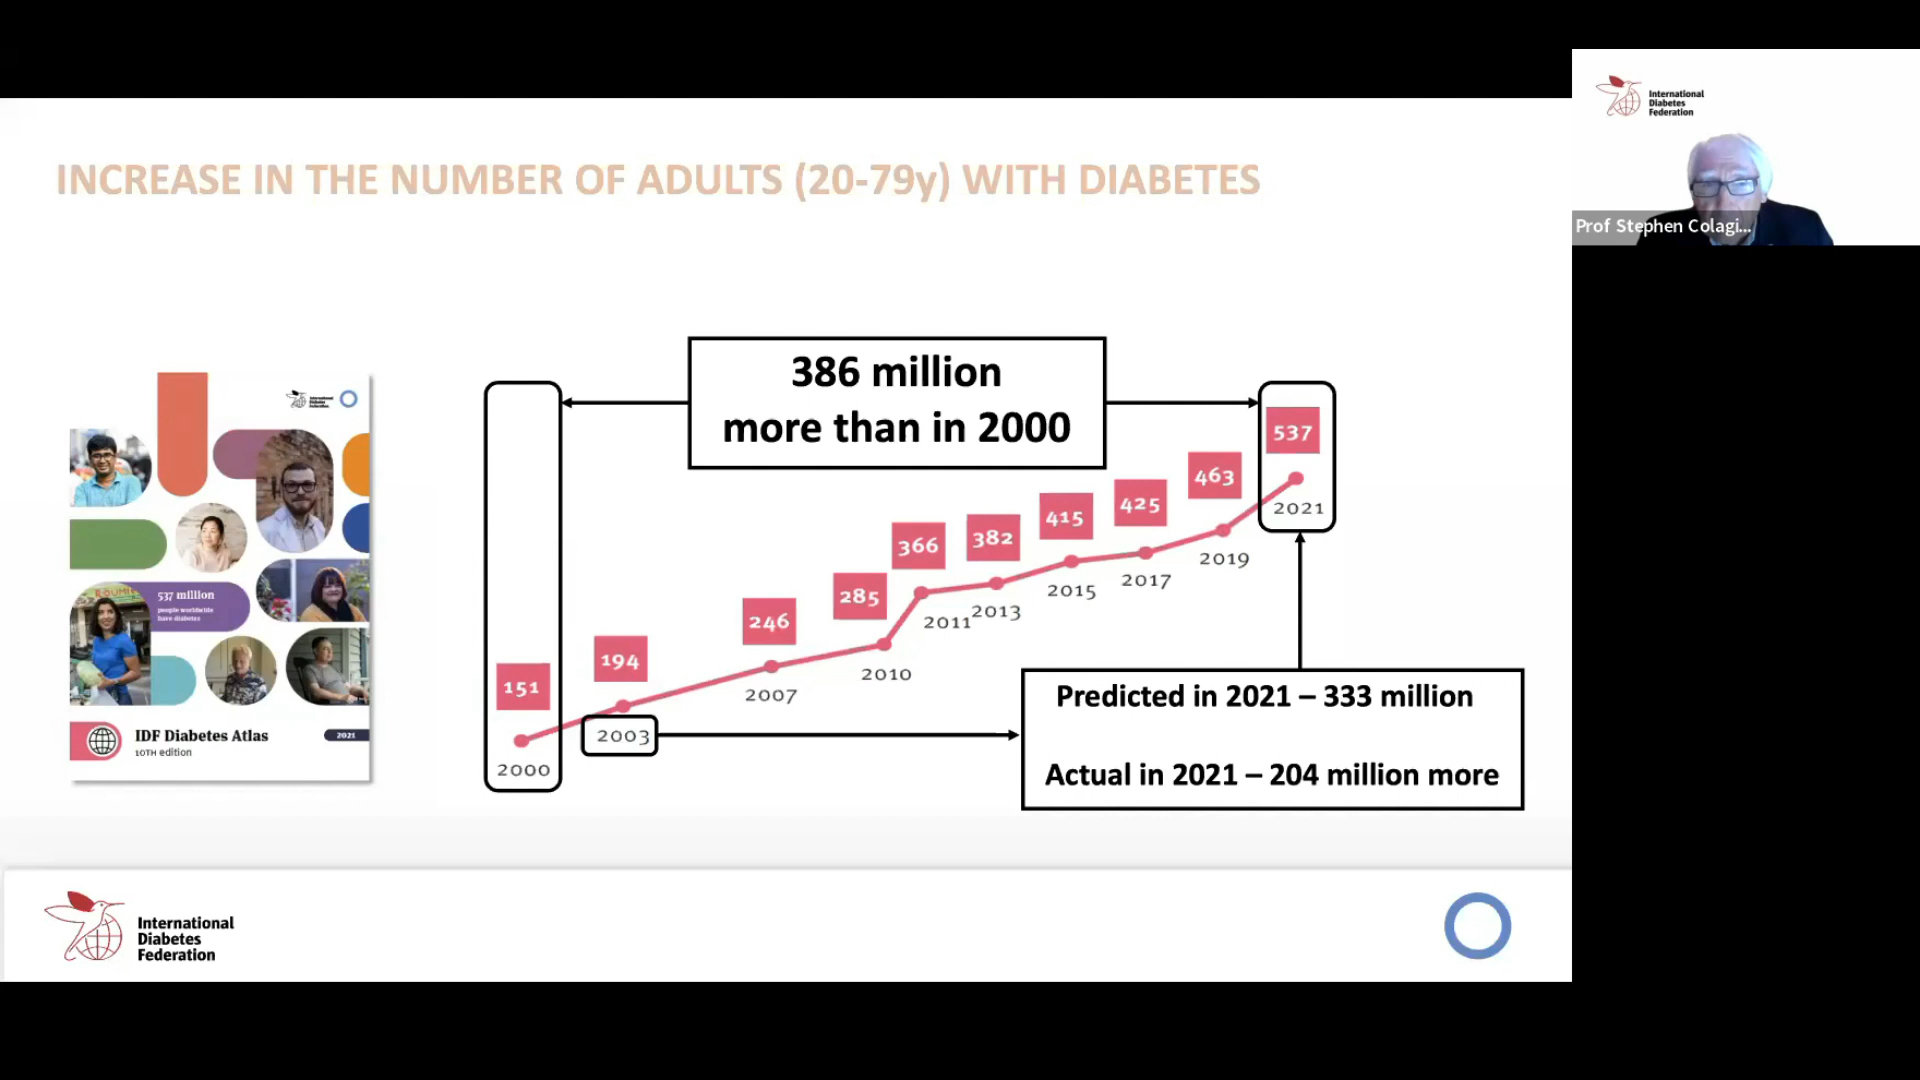 International
Diabetes
Federation
Prof Stephen Colagi...
INCREASE IN THE NUMBER OF ADULTS (20-79y) WITH DIABETES
386 million
more than in 2000
537
2021
463
2019
425
2017
415
2015
382
2013
366
2011
285
2010
246
2007
194
2003
151
2000
Predicted in 2021 – 333 million
Actual in 2021 – 204 million more
International
Diabetes
Federation
537 million
people worldwide
have diabetes
IDF Diabetes Atlas
10TH edition
2021
International
Diabetes
Federation